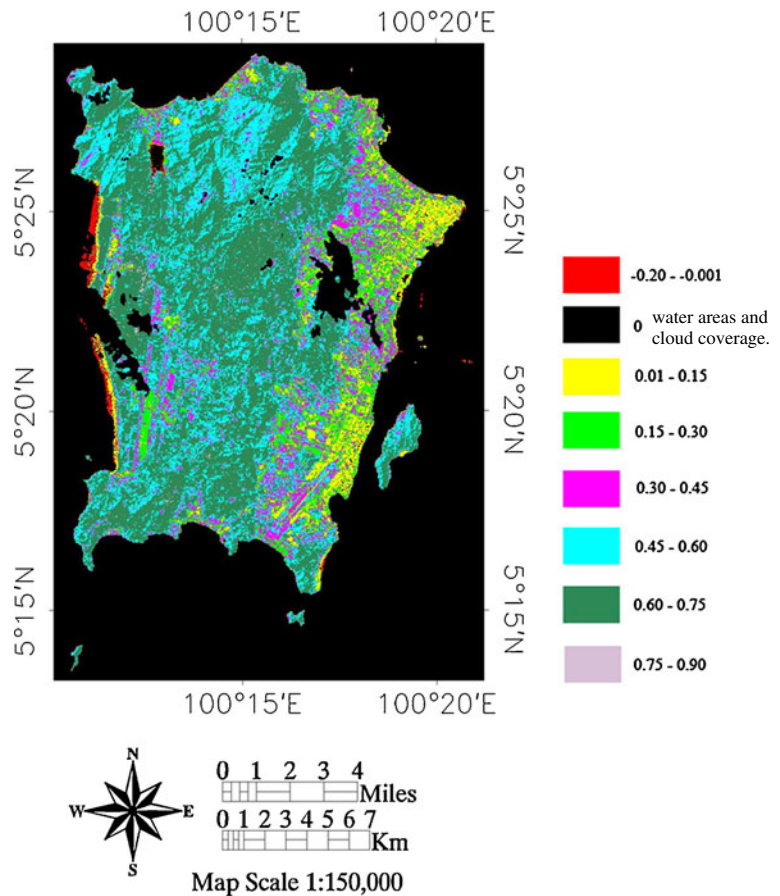 100°15'E 100°20'E
5°25'N 5°25'N
5°20'N 5°20'N
5°15'N 5°15'N
100°15'E 100°20'E
-0.20 - -0.001
0 water areas and
cloud coverage.
0.01 - 0.15
0.15 - 0.30
0.30 - 0.45
0.45 - 0.60
0.60 - 0.75
0.75 - 0.90
N
W E
S
0 1 2 3 4
Miles
0 1 2 3 4 5 6 7
Km
Map Scale 1:150,000